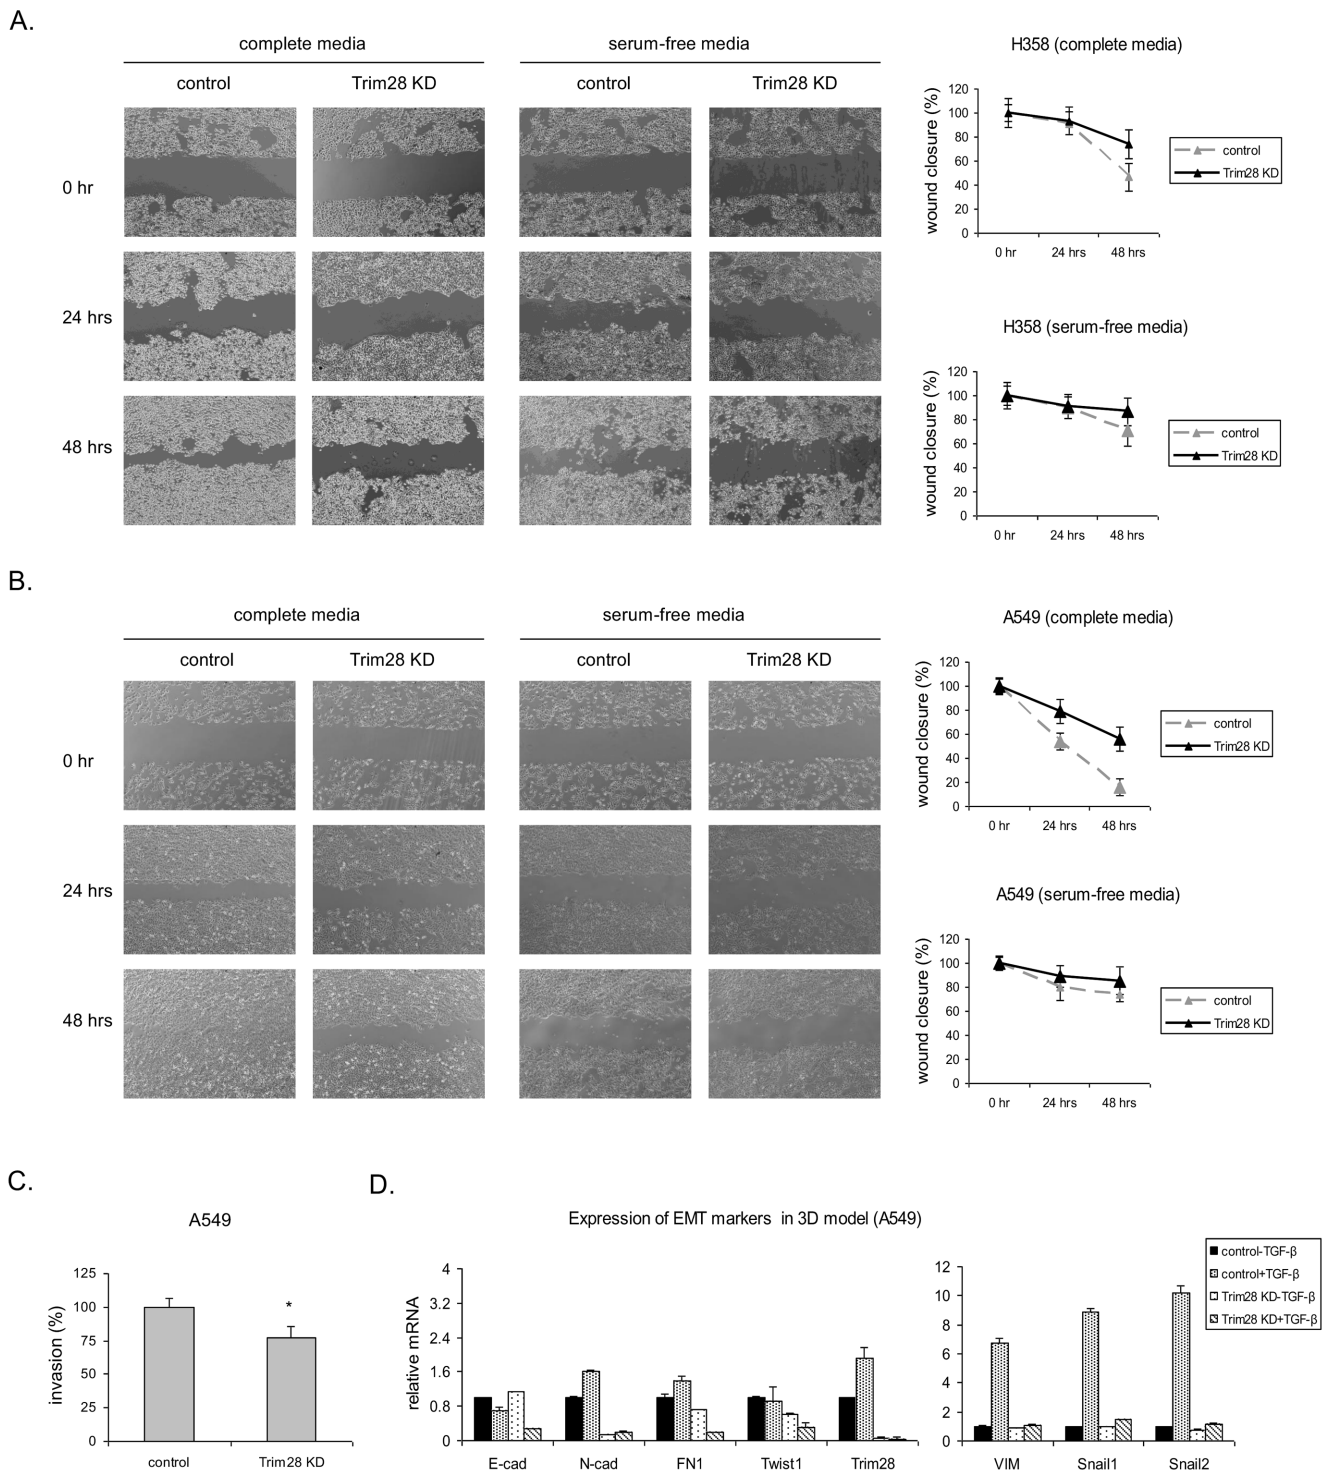 A.
complete media
serum-free media
control
Trim28 KD
control
Trim28 KD
0 hr
24 hrs
48 hrs
H358 (complete media)
wound closure (%)
120
100
80
60
40
20
0
0 hr
24 hrs
48 hrs
control
Trim28 KD
H358 (serum-free media)
wound closure (%)
120
100
80
60
40
20
0
0 hr
24 hrs
48 hrs
control
Trim28 KD
B.
complete media
serum-free media
control
Trim28 KD
control
Trim28 KD
0 hr
24 hrs
48 hrs
A549 (complete media)
wound closure (%)
120
100
80
60
40
20
0
0 hr
24 hrs
48 hrs
control
Trim28 KD
A549 (serum-free media)
wound closure (%)
120
100
80
60
40
20
0
0 hr
24 hrs
48 hrs
control
Trim28 KD
C.
A549
invasion (%)
125
100
75
50
25
0
*
control
Trim28 KD
D.
Expression of EMT markers in 3D model (A549)
relative mRNA
4
3.2
2.4
1.6
0.8
0
E-cad
N-cad
FN1
Twist1
Trim28
12
10
8
6
4
2
0
VIM
Snail1
Snail2
control-TGF-β
control+TGF-β
Trim28 KD-TGF-β
Trim28 KD+TGF-β